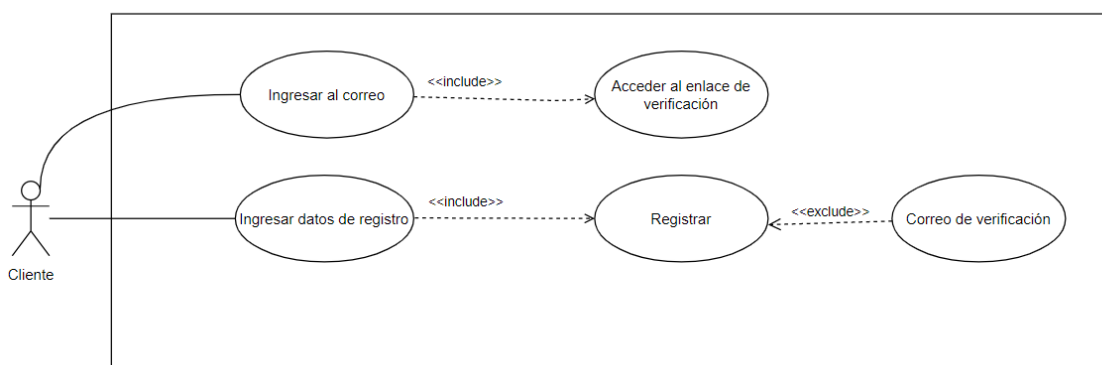 Ingresar al correo
<<include>>
Acceder al enlace de
verificación
Ingresar datos de registro
<<include>>
Registrar
<<exclude>>
Correo de verificación
Cliente